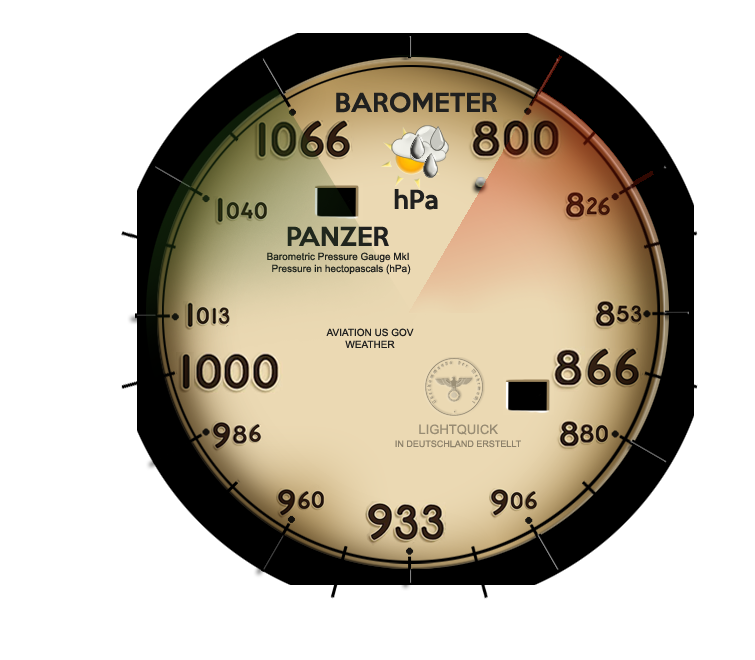 BAROMETER
1066
800
hPa
1040
826
PANZER
Barometric Pressure Gauge MkI
Pressure in hectopascals (hPa)
1013
853
AVIATION US GOV
WEATHER
1000
866
LIGHTQUICK
IN DEUTSCHLAND ERSTELLT
986
880
960
906
933